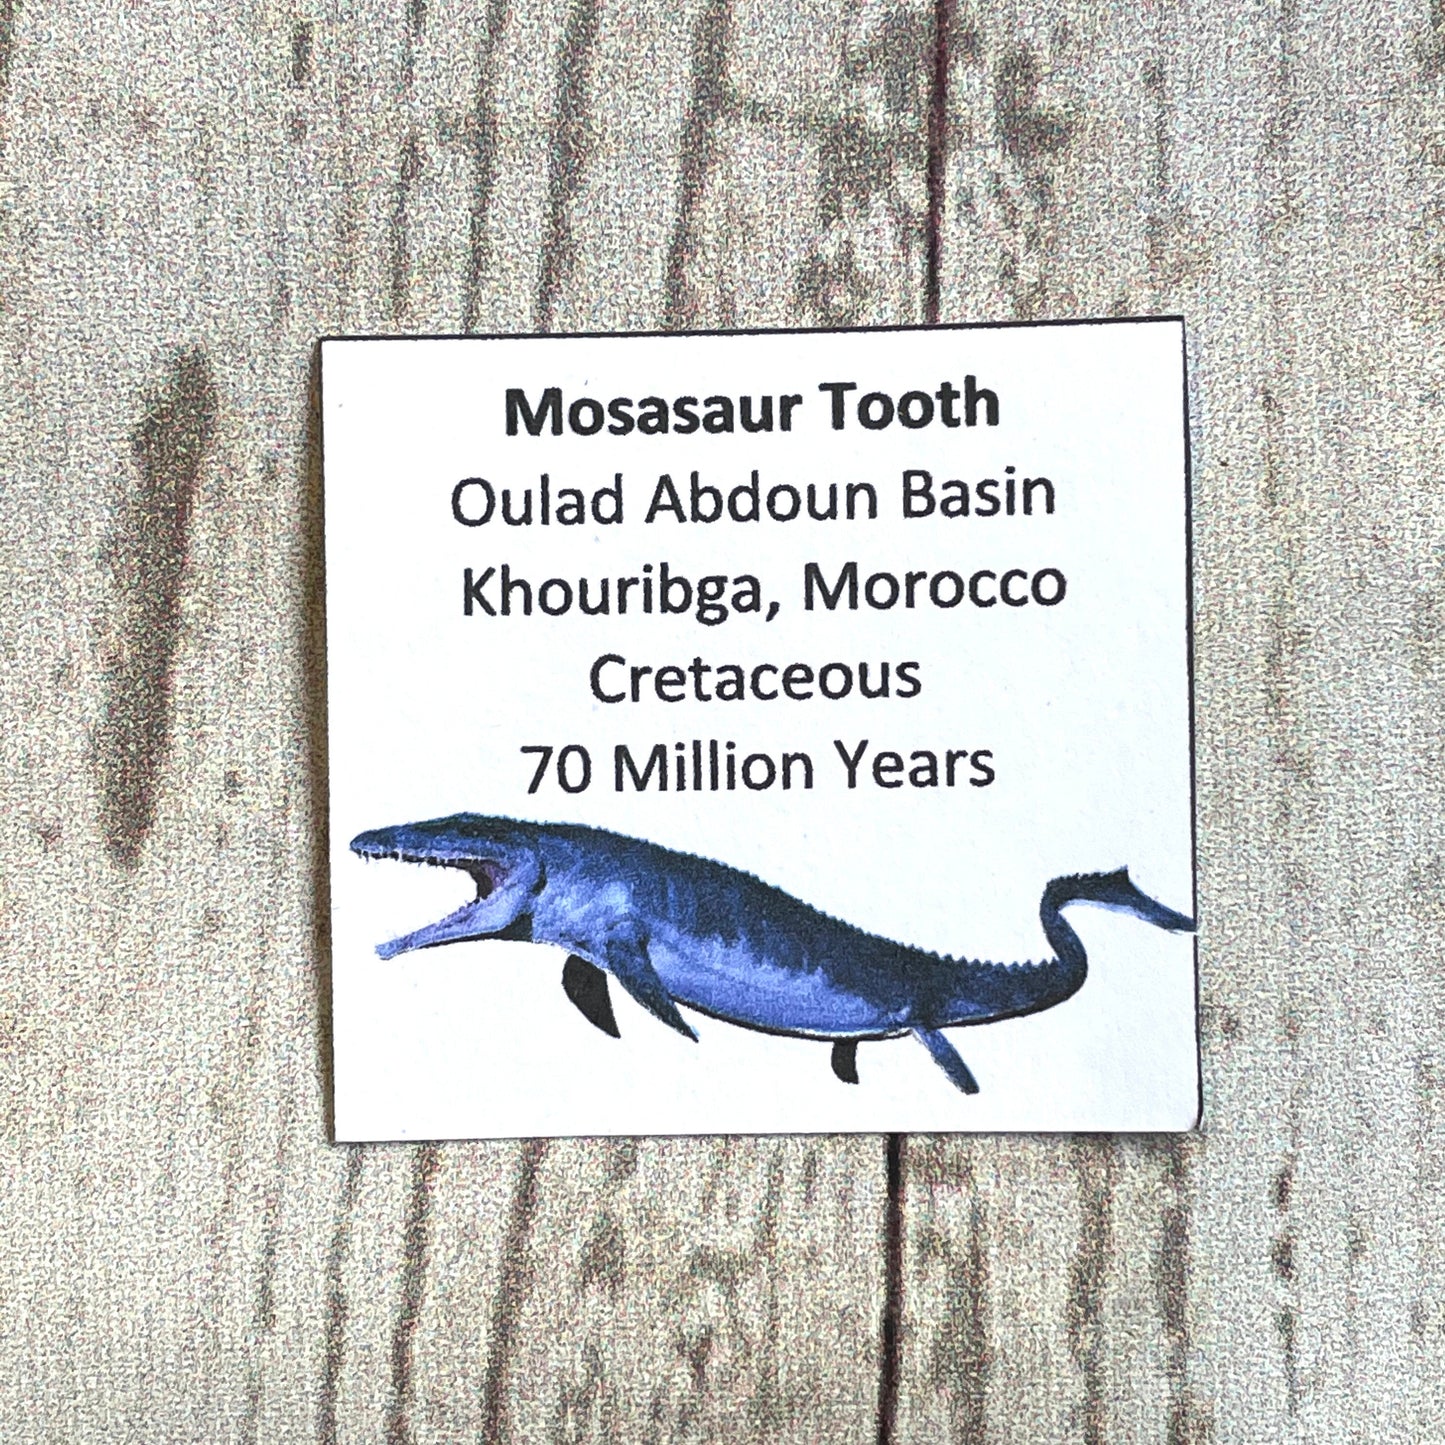 Mosasaur Tooth
Oulad Abdoun Basin
Khouribga, Morocco
Cretaceous
70 Million Years